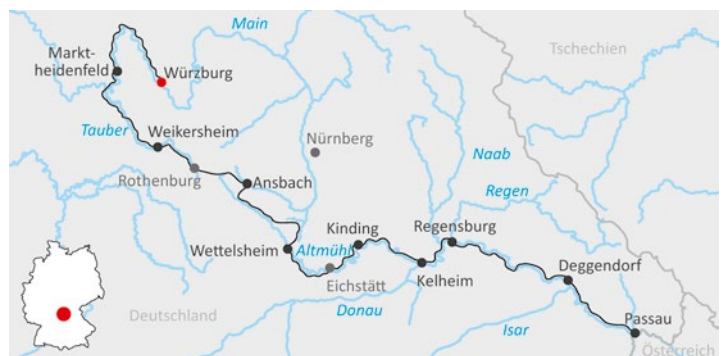 Main
Tschechien
Markt-
heidenfeld
Würzburg
Tauber
Weikersheim
Nürnberg
Naab
Rothenburg
Ansbach
Regen
Kinding
Regensburg
Wettelsheim
Altmühl
Deggendorf
Eichstätt
Kelheim
Donau
Deutschland
Isar
Passau
Österreich